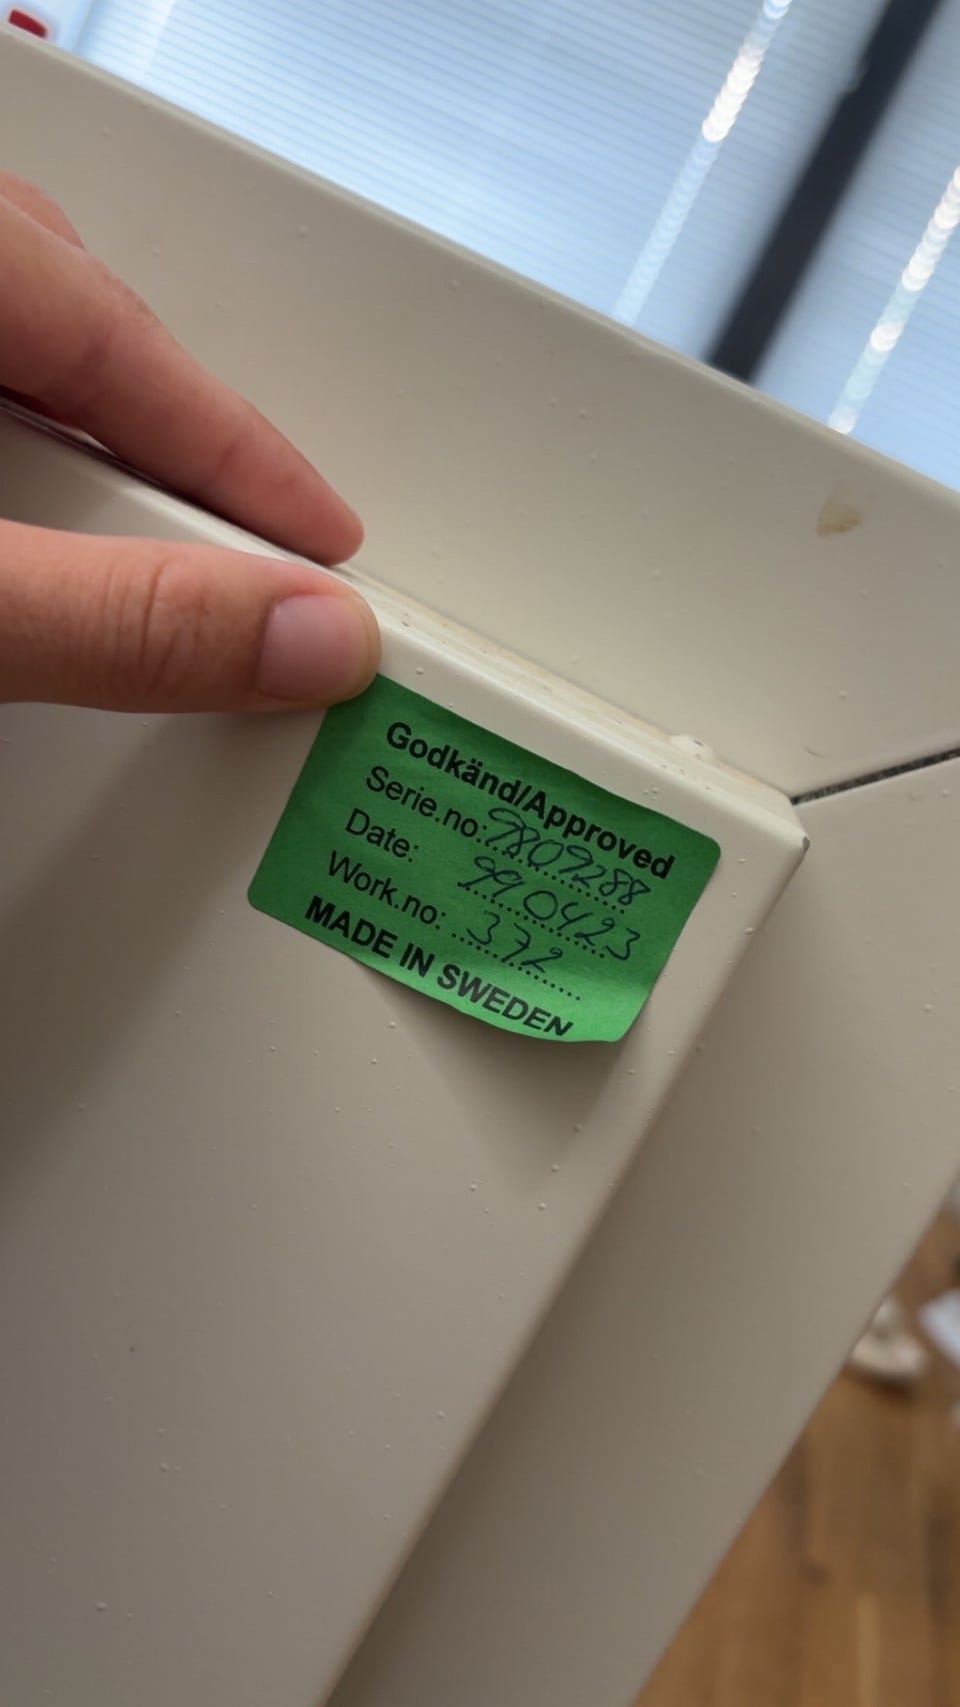 Godkänd/Approved
Serie.no: 9809288
Date: 990423
Work.no: 372
MADE IN SWEDEN